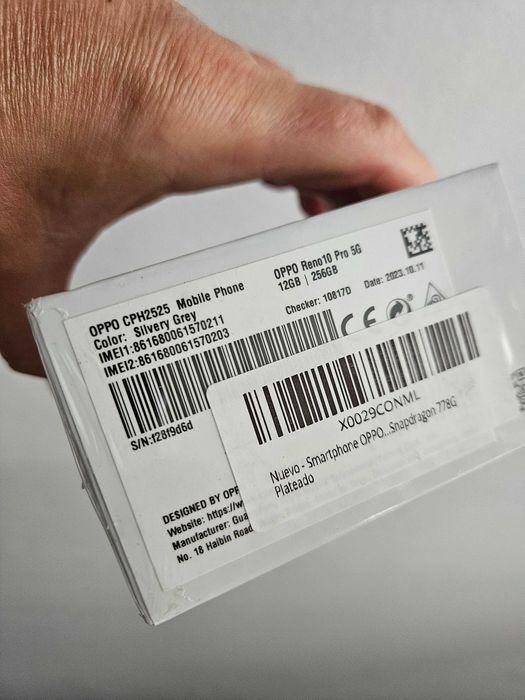 OPPO CPH2525 Mobile Phone
Color: Silvery Grey
IMEI1:861680061570211
IMEI2:861680061570203
OPPO Reno10 Pro 5G
12GB | 256GB
Checker: 10817D
Date: 2023.10.11
CE
S/N:f28f9d6d
X0029CONML
Nuevo - Smartphone OPPO...Snapdragon 778G
Plateado
DESIGNED BY OPP
Website: https://w
Manufacturer: Gua
No. 18 Haibin Road